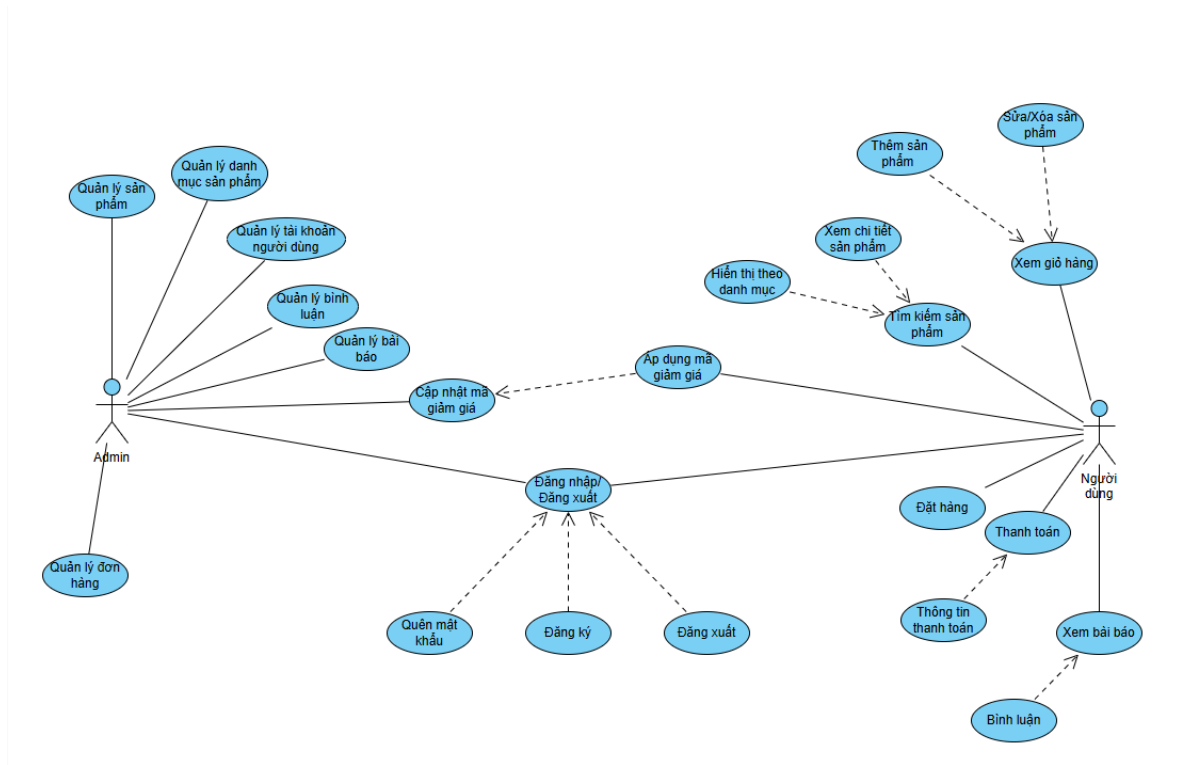 Sửa/Xóa sản
phẩm
Thêm sản
phẩm
Quản lý danh
mục sản phẩm
Quản lý sản
phẩm
Quản lý tài khoản
người dùng
Xem chi tiết
sản phẩm
Xem giỏ hàng
Hiển thị theo
danh mục
Quản lý bình
luận
Tìm kiếm sản
phẩm
Quản lý bài
báo
Áp dụng mã
giảm giá
Cập nhật mã
giảm giá
Admin
Người
dùng
Đăng nhập/
Đăng xuất
Đặt hàng
Thanh toán
Quản lý đơn
hàng
Thông tin
thanh toán
Quên mật
khẩu
Đăng ký
Đăng xuất
Xem bài báo
Bình luận